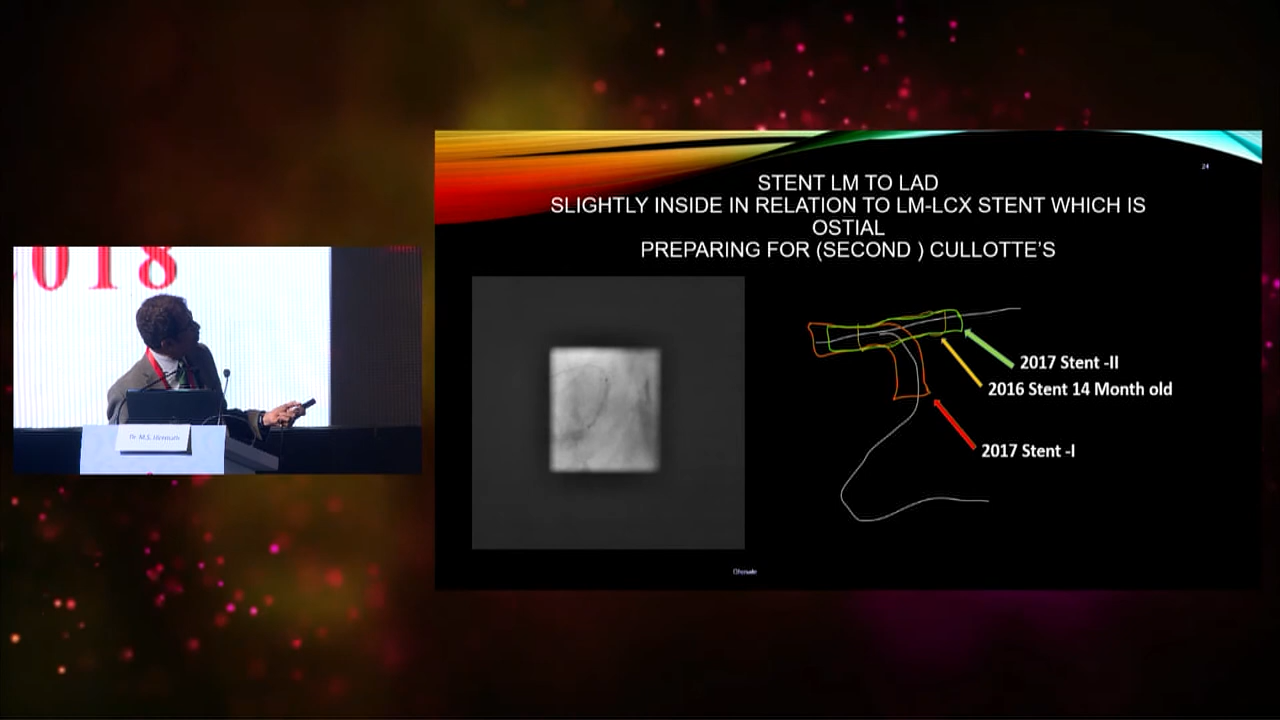 2018
Dr. M.S. Hiremath
24
STENT LM TO LAD
SLIGHTLY INSIDE IN RELATION TO LM-LCX STENT WHICH IS
OSTIAL
PREPARING FOR (SECOND ) CULLOTTE'S
2017 Stent -II
2016 Stent 14 Month old
2017 Stent -I